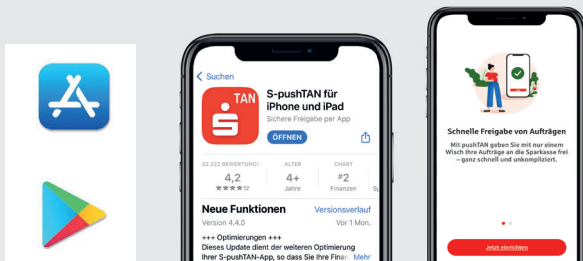 Suchen
TAN
S-pushTAN für
iPhone und iPad
Sichere Freigabe per App
ÖFFNEN
32.222 BEWERTUNGEN
ALTER
CHART
4,2
4+
#2
Jahre
Finanzen
Neue Funktionen
Versionsverlauf
Version 4.4.0
Vor 1 Mon.
+++ Optimierungen +++
Dieses Update dient der weiteren Optimierung
Ihrer S-pushTAN-App, so dass Sie Ihre Finan
Mehr
Schnelle Freigabe von Aufträgen
Mit pushTAN geben Sie mit nur einem
Wisch Ihre Aufträge an die Sparkasse frei
– ganz schnell und unkompliziert.
Jetzt einrichten